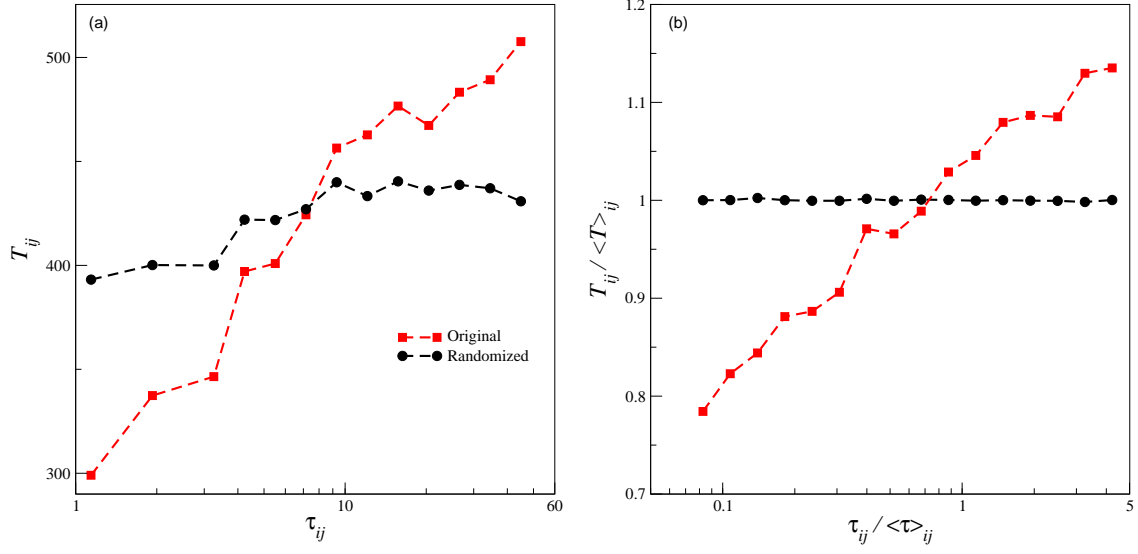 (a)
500
400
300
T_ij
Original
Randomized
1
10
60
τ_ij
(b)
1.2
1.1
1
0.9
0.8
0.7
T_ij / <T>_ij
0.1
1
5
τ_ij / <τ>_ij